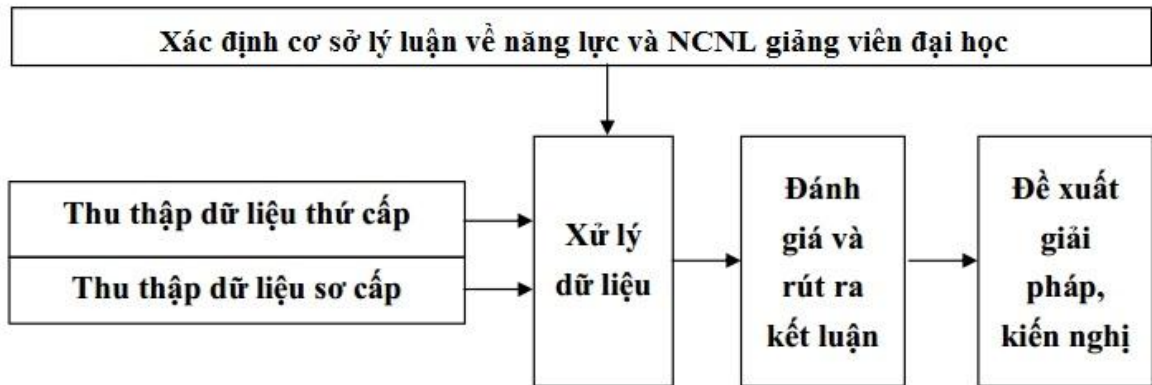 Xác định cơ sở lý luận về năng lực và NCNL giảng viên đại học
Thu thập dữ liệu thứ cấp
Thu thập dữ liệu sơ cấp
Xử lý
dữ liệu
Đánh
giá và
rút ra
kết luận
Đề xuất
giải
pháp,
kiến nghị